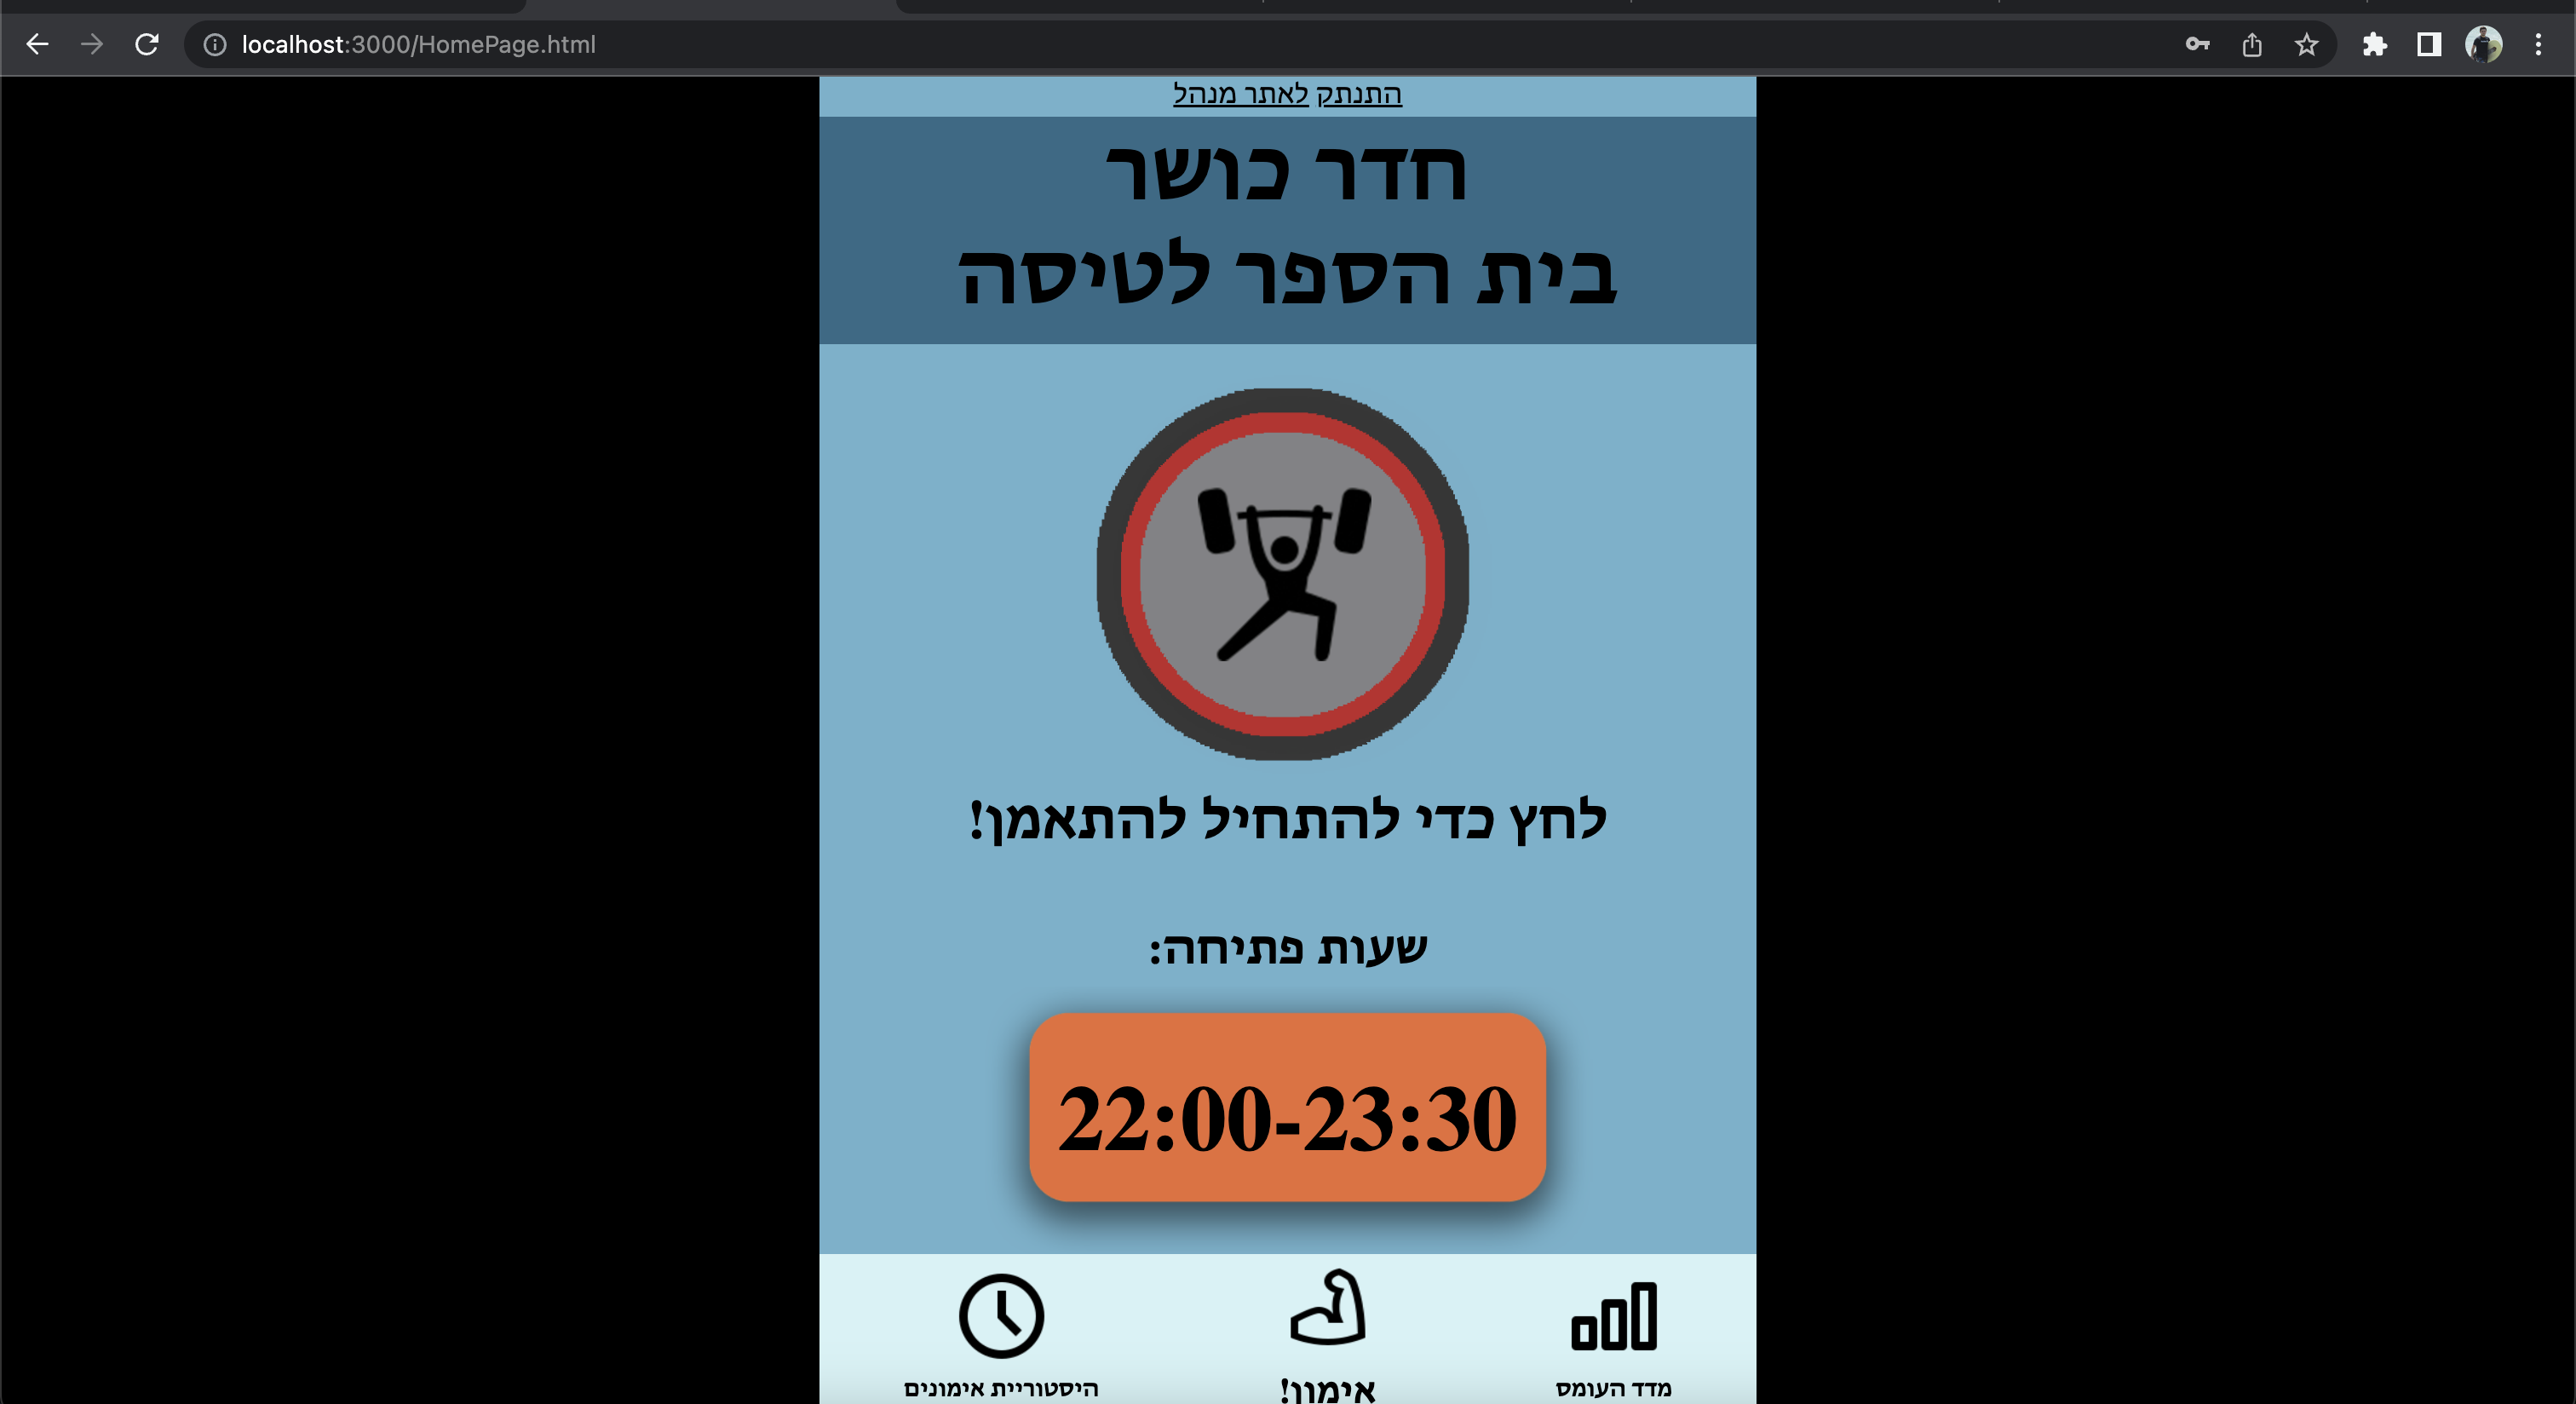 localhost:3000/HomePage.html
התנתק לאתר מנהל
חדר כושר
בית הספר לטיסה
לחץ כדי להתחיל להתאמן!
שעות פתיחה:
22:00-23:30
מדד העומס
אימון!
היסטוריית אימונים